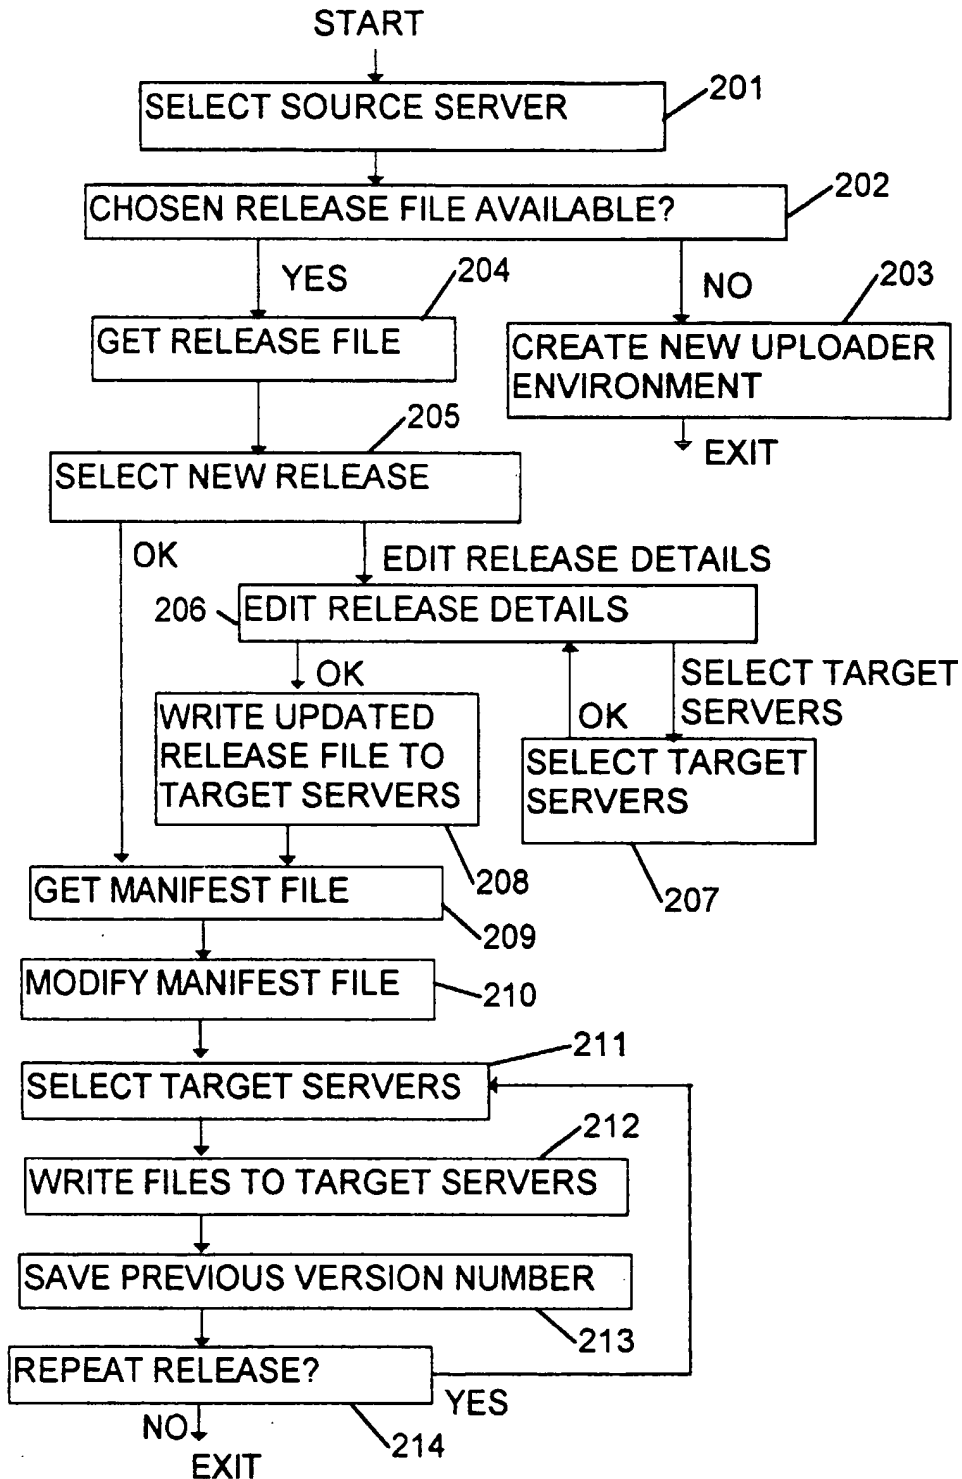 START
SELECT SOURCE SERVER
201
CHOSEN RELEASE FILE AVAILABLE?
202
YES
204
NO
203
GET RELEASE FILE
CREATE NEW UPLOADER
ENVIRONMENT
205
EXIT
SELECT NEW RELEASE
OK
EDIT RELEASE DETAILS
206
EDIT RELEASE DETAILS
OK
SELECT TARGET
SERVERS
OK
WRITE UPDATED
RELEASE FILE TO
TARGET SERVERS
SELECT TARGET
SERVERS
208
207
GET MANIFEST FILE
209
MODIFY MANIFEST FILE
210
211
SELECT TARGET SERVERS
212
WRITE FILES TO TARGET SERVERS
SAVE PREVIOUS VERSION NUMBER
213
REPEAT RELEASE?
YES
NO
214
EXIT